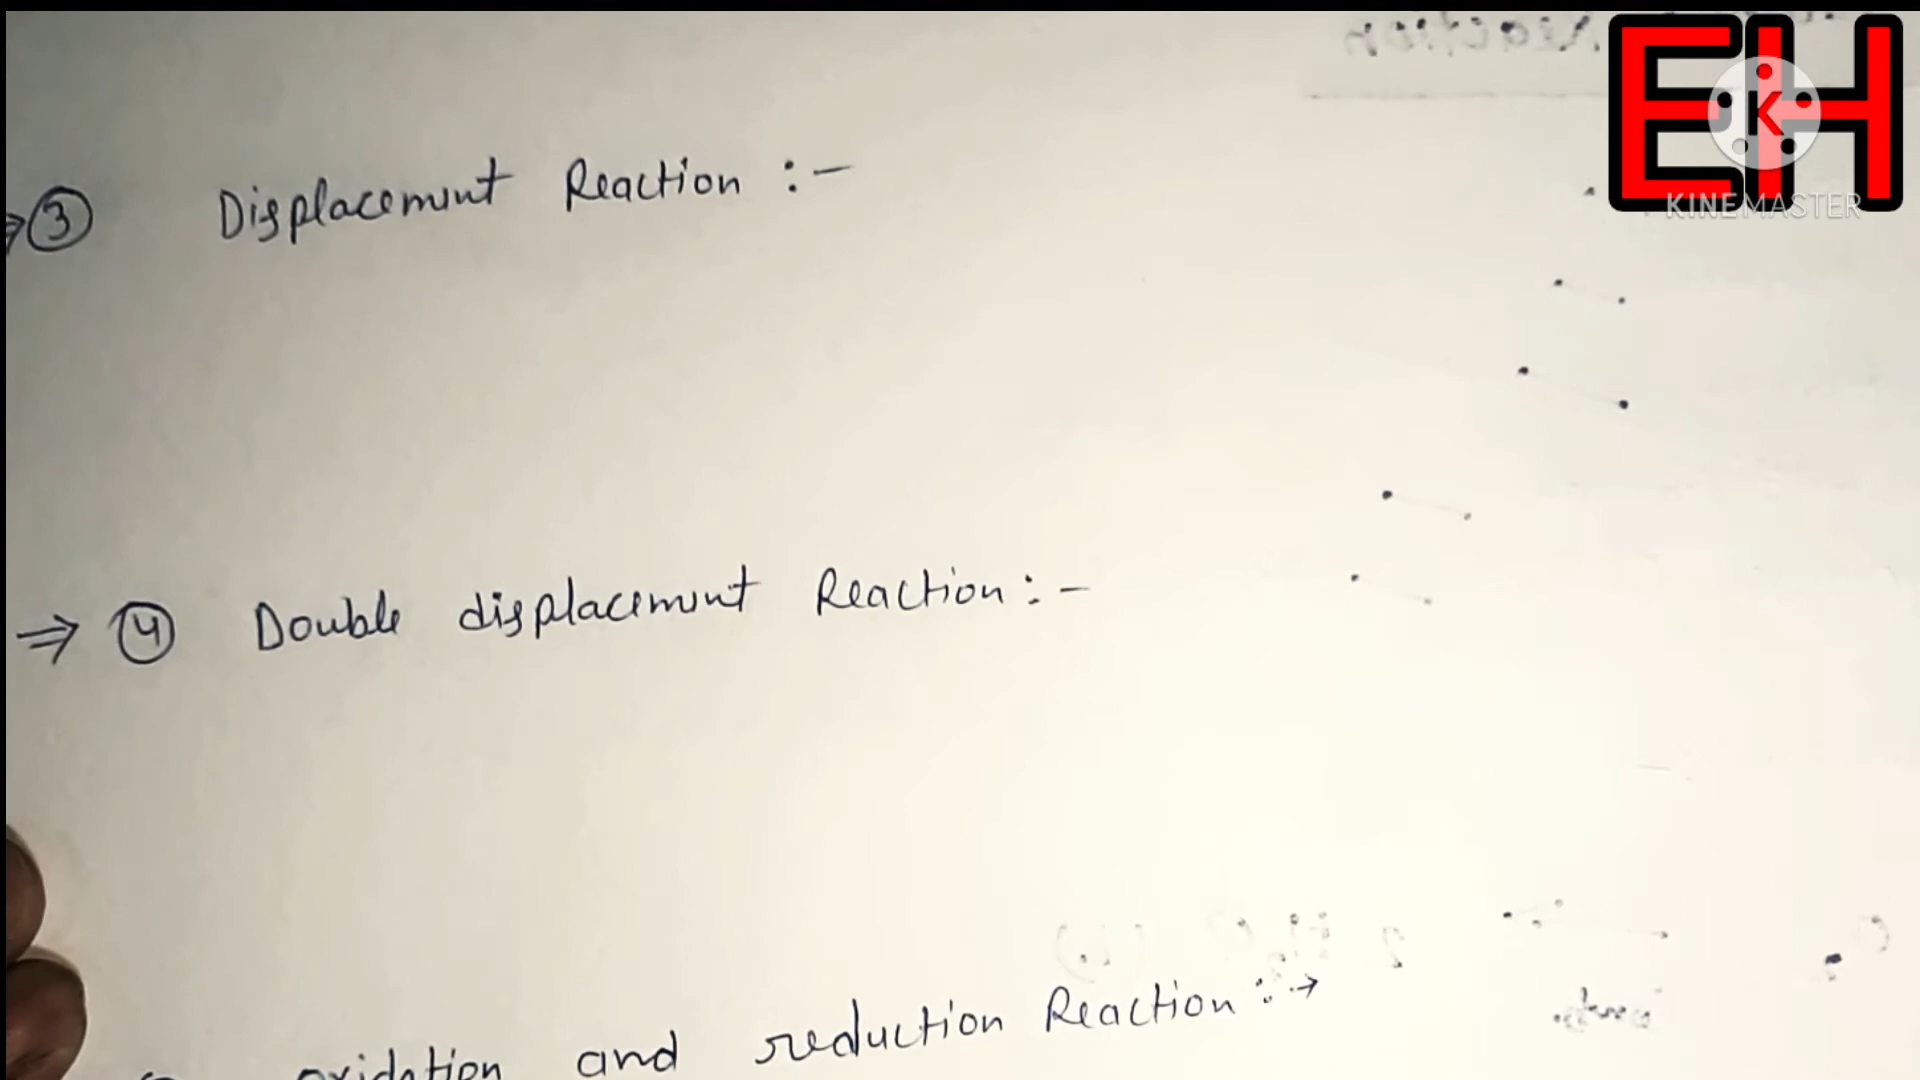 EH
KINEMASTER
⇒ ③ Displacement Reaction :-
⇒ ④ Double displacement Reaction :-
oxidation and reduction Reaction :→